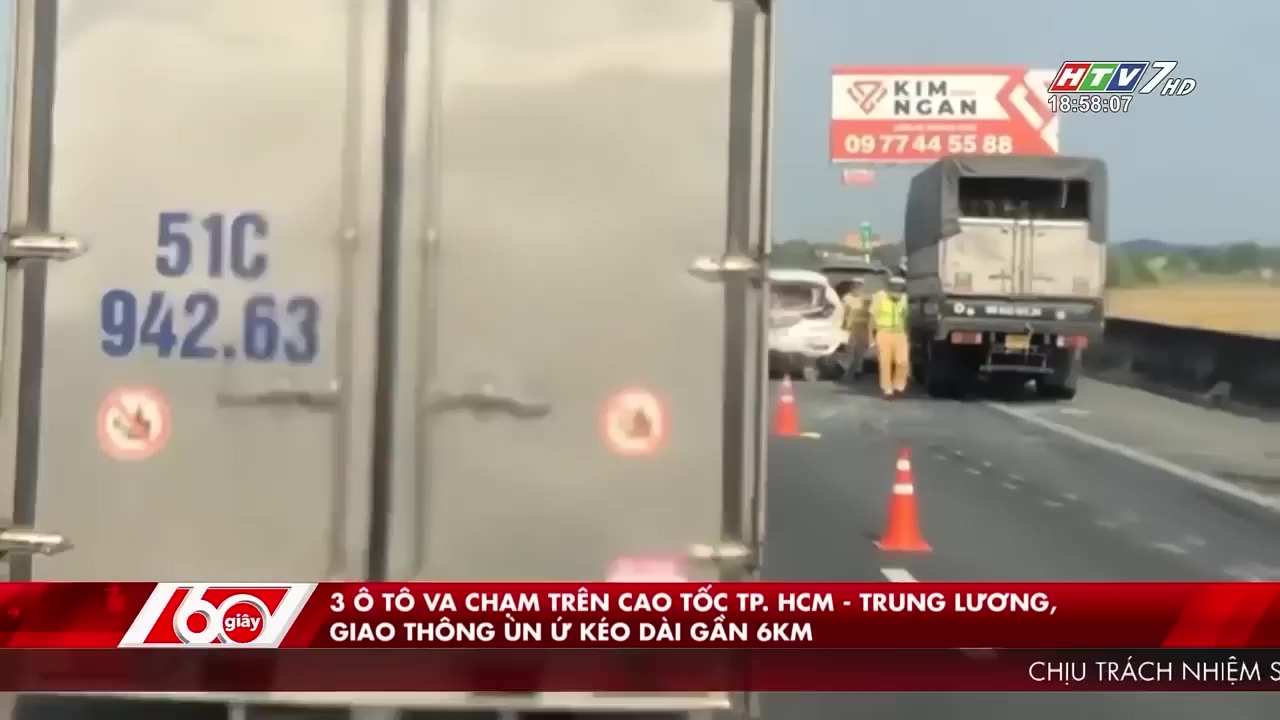 KIM
NGAN
09 77 44 55 88
HTV7 HD
18:58:07
51C
942.63
60 giây
3 Ô TÔ VA CHẠM TRÊN CAO TỐC TP. HCM - TRUNG LƯƠNG,
GIAO THÔNG ÙN Ứ KÉO DÀI GẦN 6KM
CHỊU TRÁCH NHIỆM S